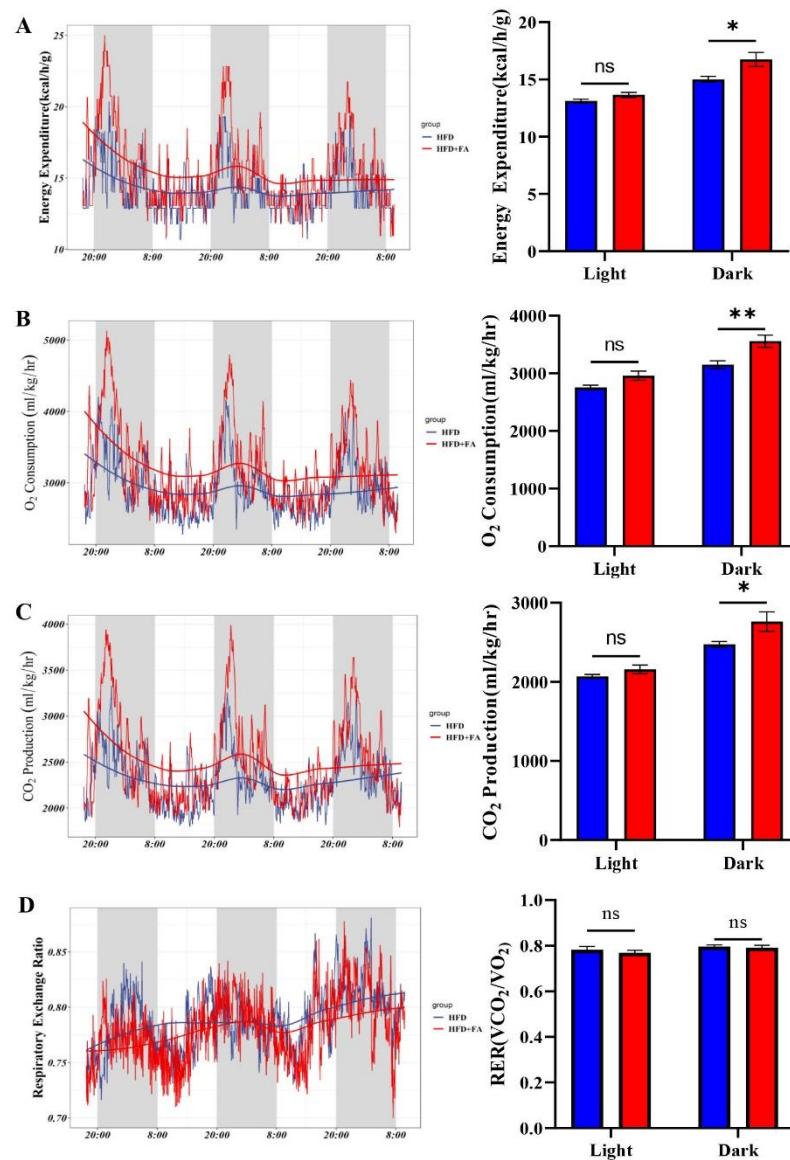 A
Energy Expenditure(kcal/h/g)
25
20
15
10
20:00 8:00 20:00 8:00 20:00 8:00
group
HFD
HFD+FA
Energy Expenditure(kcal/h/g)
20
15
10
5
0
ns
*
Light Dark
B
O2 Consumption (ml/kg/hr)
5000
4000
3000
20:00 8:00 20:00 8:00 20:00 8:00
group
HFD
HFD+FA
O2 Consumption(ml/kg/hr)
4000
3000
2000
1000
0
ns
**
Light Dark
C
CO2 Production (ml/kg/hr)
4000
3500
3000
2500
2000
20:00 8:00 20:00 8:00 20:00 8:00
group
HFD
HFD+FA
CO2 Production(ml/kg/hr)
3000
2000
1000
0
ns
*
Light Dark
D
Respiratory Exchange Ratio
0.85
0.80
0.75
0.70
20:00 8:00 20:00 8:00 20:00 8:00
group
HFD
HFD+FA
RER(VCO2/VO2)
1.0
0.8
0.6
0.4
0.2
0.0
ns
ns
Light Dark